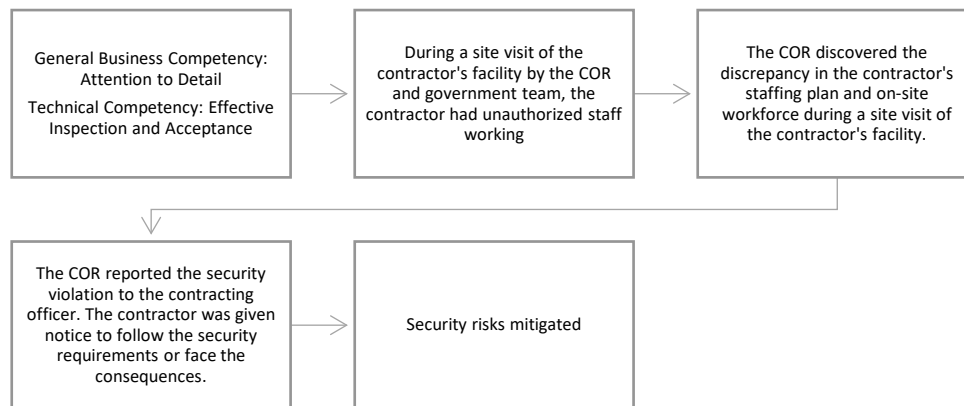 General Business Competency:
Attention to Detail
Technical Competency: Effective
Inspection and Acceptance
During a site visit of the
contractor's facility by the COR
and government team, the
contractor had unauthorized staff
working
The COR discovered the
discrepancy in the contractor's
staffing plan and on-site
workforce during a site visit of
the contractor's facility.
The COR reported the security
violation to the contracting
officer. The contractor was given
notice to follow the security
requirements or face the
consequences.
Security risks mitigated